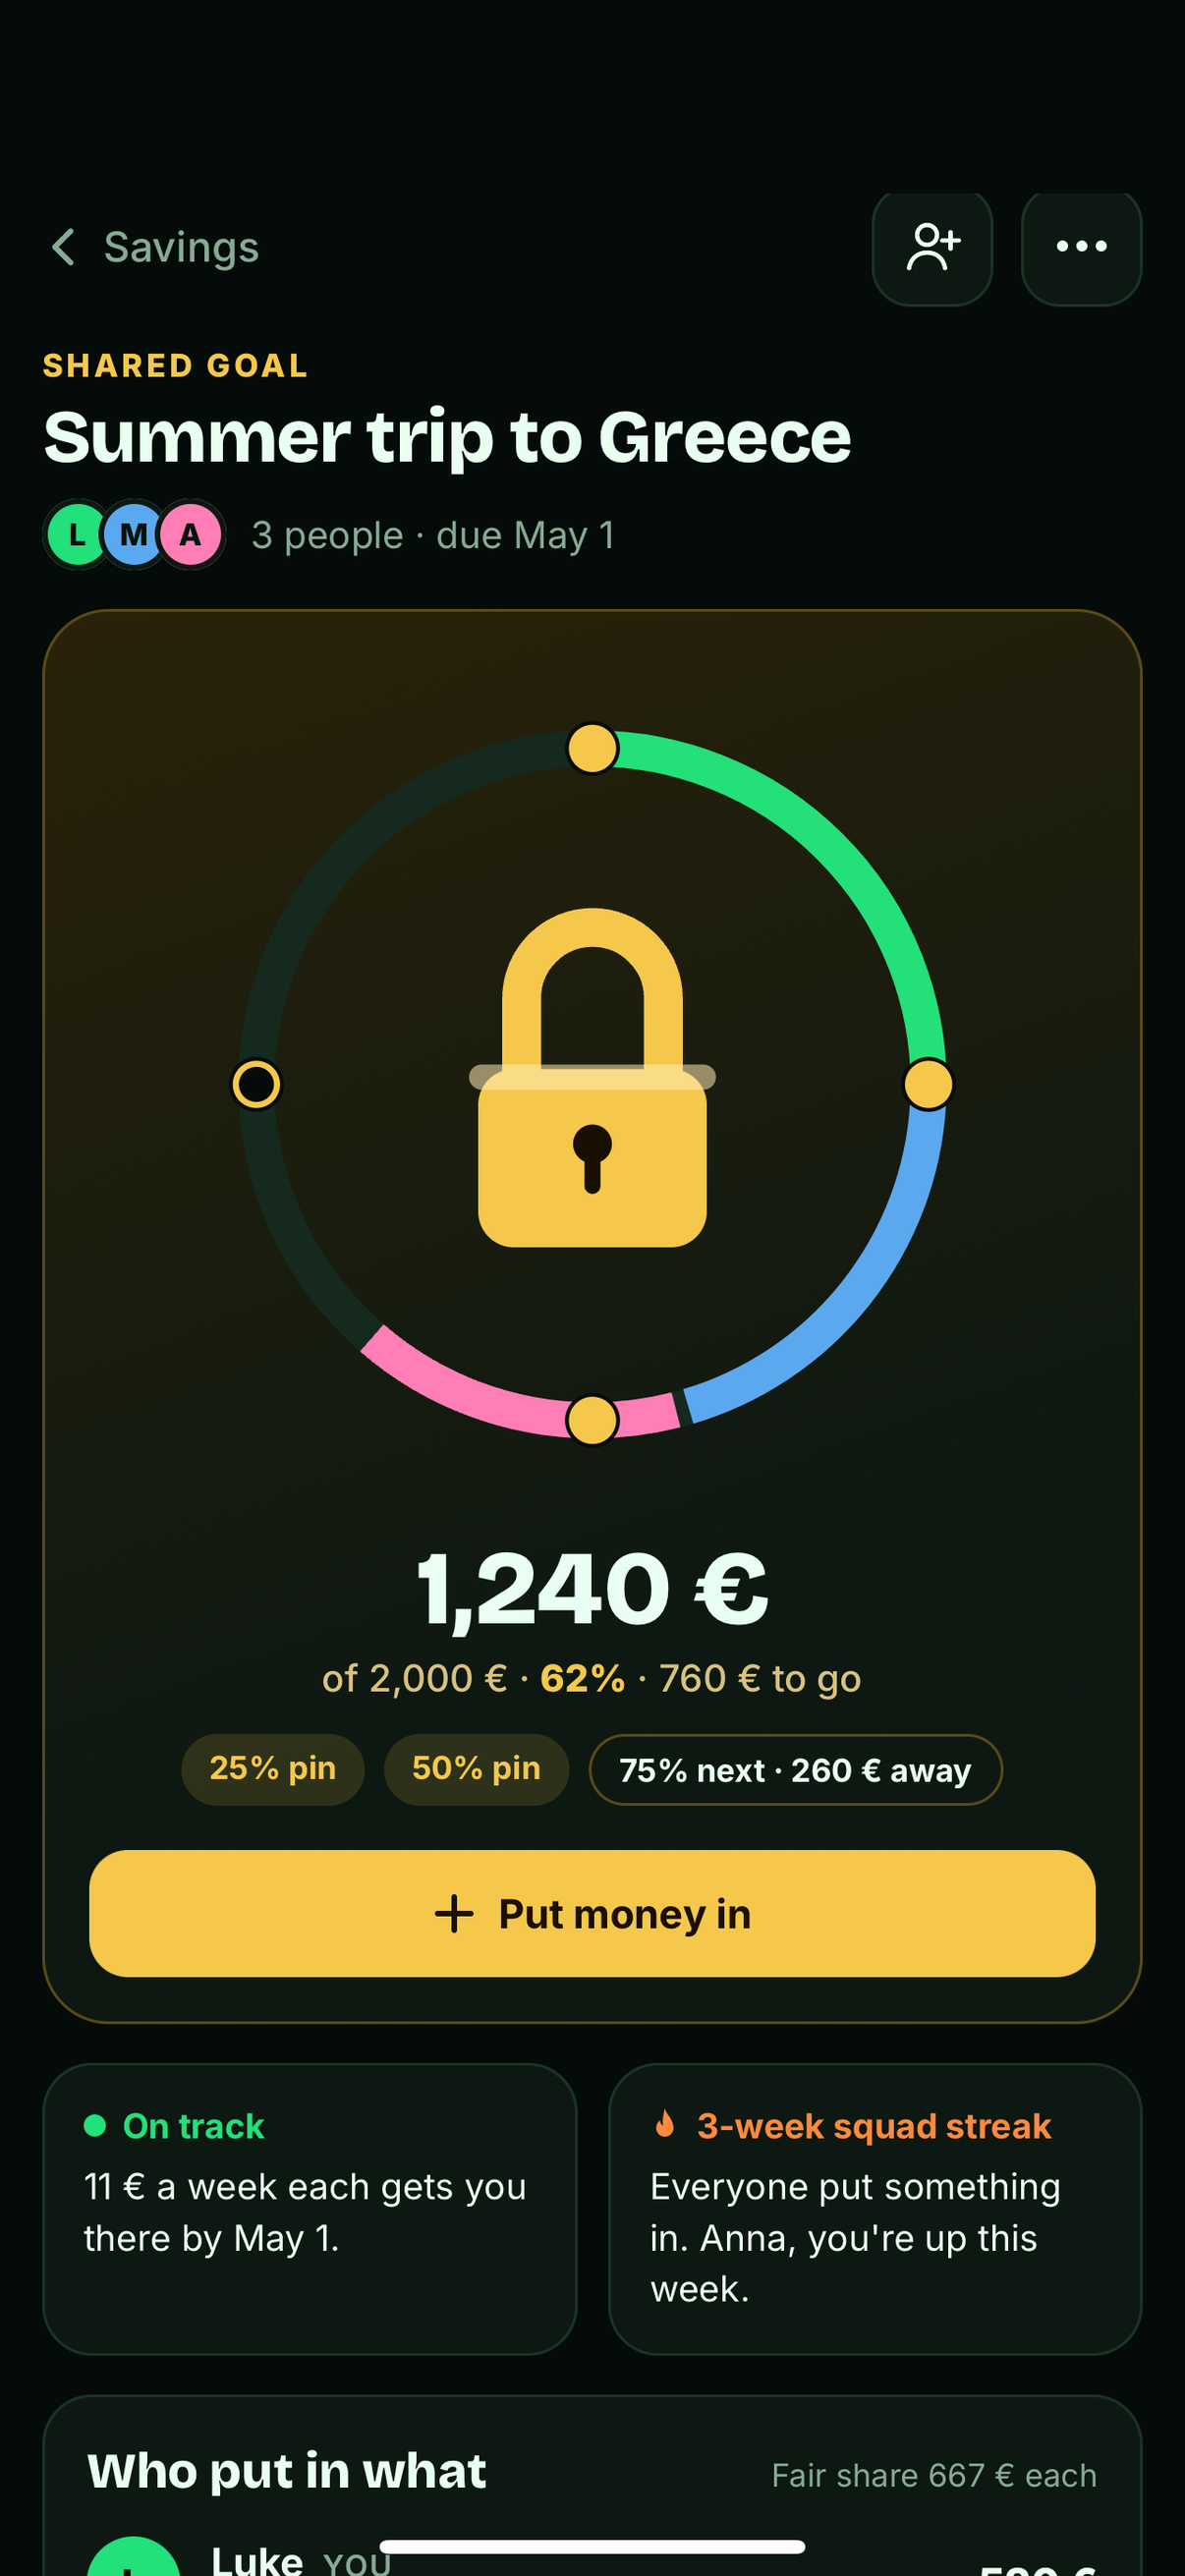 Savings
SHARED GOAL
Summer trip to Greece
L M A 3 people · due May 1
1,240 €
of 2,000 € · 62% · 760 € to go
25% pin 50% pin 75% next · 260 € away
+ Put money in
On track
11 € a week each gets you
there by May 1.
3-week squad streak
Everyone put something
in. Anna, you're up this
week.
Who put in what
Fair share 667 € each
Luke YOU